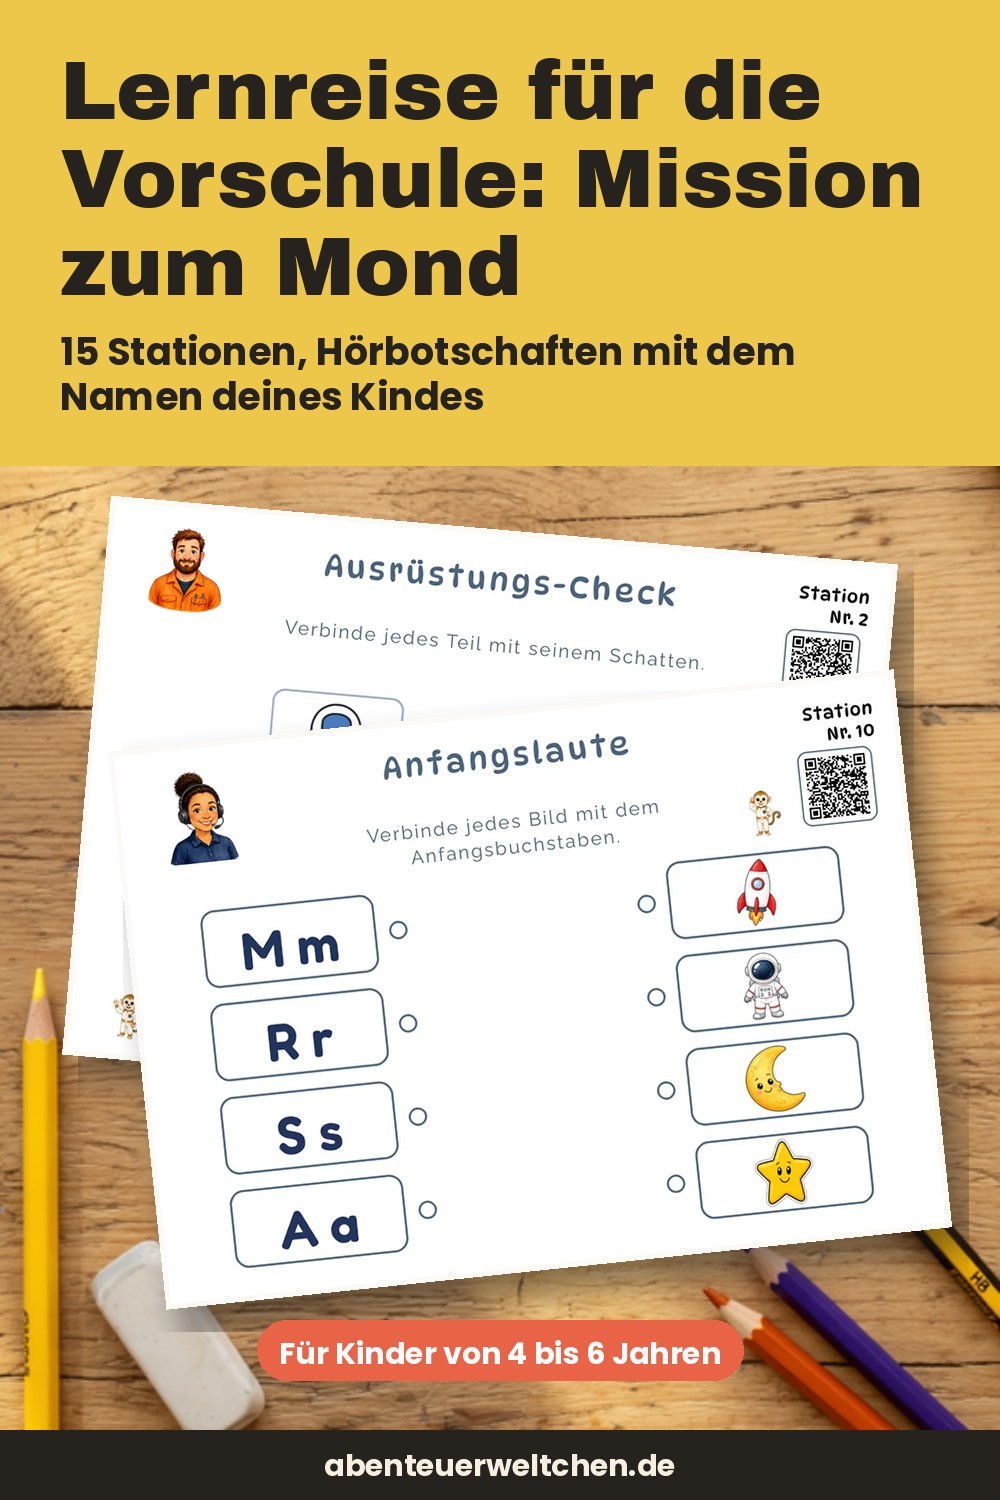 Lernreise für die
Vorschule: Mission
zum Mond
15 Stationen, Hörbotschaften mit dem
Namen deines Kindes
Ausrüstungs-Check
Verbinde jedes Teil mit seinem Schatten.
Station
Nr. 2
Anfangslaute
Verbinde jedes Bild mit dem
Anfangsbuchstaben.
Station
Nr. 10
M m
R r
S s
A a
HB
Für Kinder von 4 bis 6 Jahren
abenteuerweltchen.de